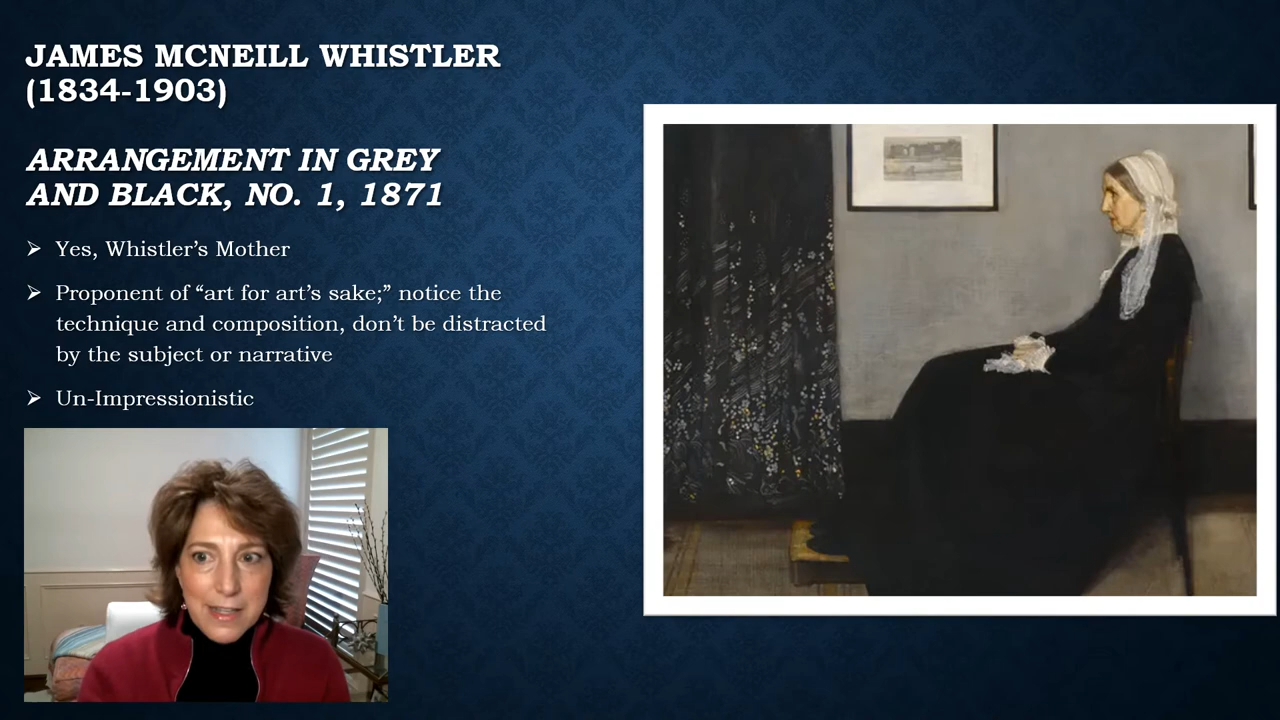 JAMES MCNEILL WHISTLER
(1834-1903)
ARRANGEMENT IN GREY
AND BLACK, NO. 1, 1871
Yes, Whistler’s Mother
Proponent of “art for art’s sake;” notice the
technique and composition, don’t be distracted
by the subject or narrative
Un-Impressionistic